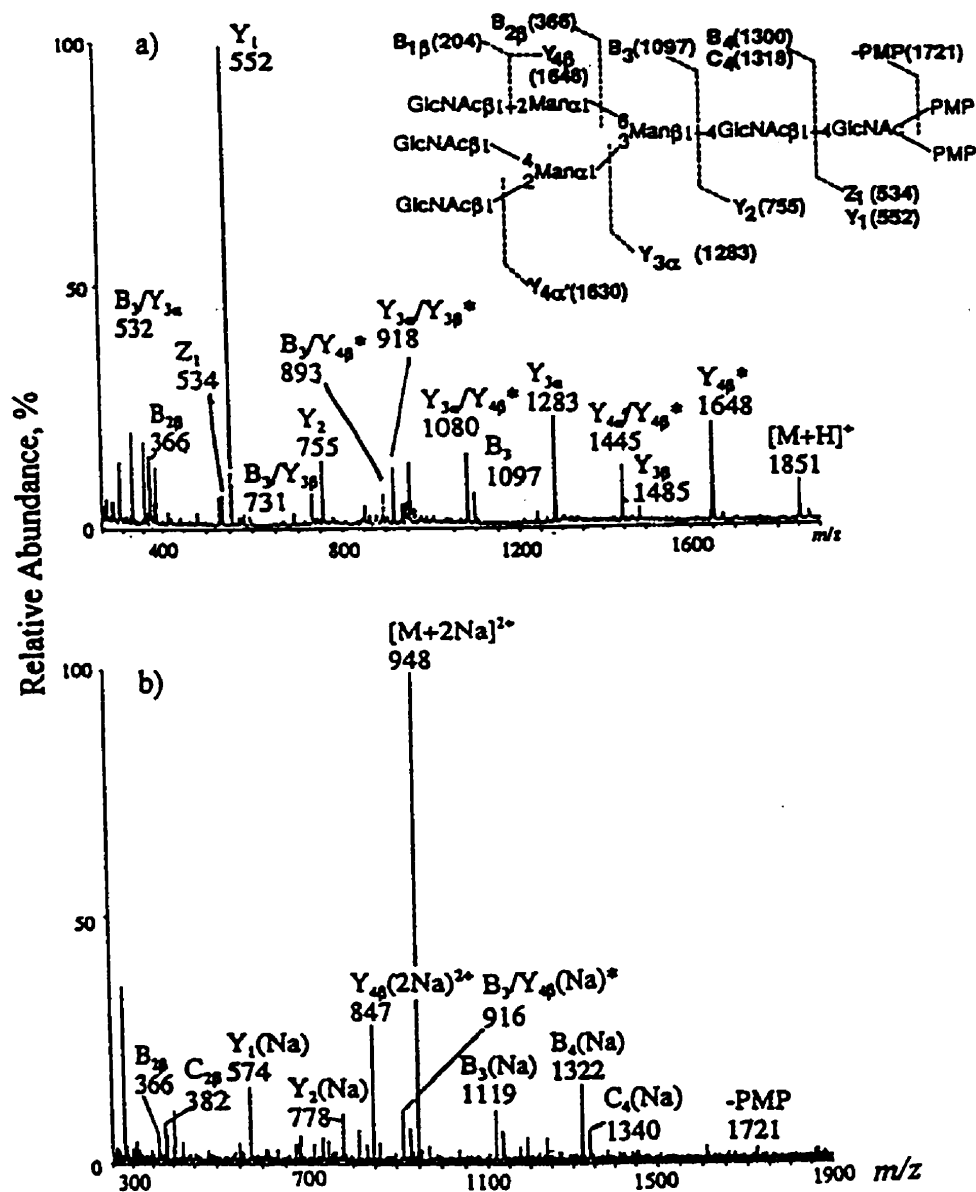 Relative Abundance, %
a)
100
50
0
Y₁
552
B₃/Y₃α
532
Z₁
534
B₂β
366
B₃/Y₃β
731
Y₂
755
B₃/Y₄β*
893
Y₃α/Y₃β*
918
Y₃α/Y₄β*
1080
B₃
1097
Y₃α
1283
Y₄α/Y₄β*
1445
Y₃β
1485
Y₄β*
1648
[M+H]⁺
1851
400 800 1200 1600 m/z
B₁β(204)
B₂β(366)
Y₄β
(1648)
B₃(1097)
B₄(1300)
C₄(1318)
-PMP(1721)
GlcNAcβ1-2Manα1
6
Manβ1-4GlcNAcβ1-4GlcNAc
PMP
PMP
GlcNAcβ1
4
3
Manα1
2
GlcNAcβ1
Z₁(534)
Y₁(552)
Y₂(755)
Y₃α (1283)
Y₄α'(1630)
b)
100
50
0
[M+2Na]²⁺
948
Y₄β(2Na)²⁺
847
B₃/Y₄β(Na)*
916
B₂β
366
C₂β
382
Y₁(Na)
574
Y₂(Na)
778
B₃(Na)
1119
B₄(Na)
1322
C₄(Na)
1340
-PMP
1721
300 700 1100 1500 1900 m/z